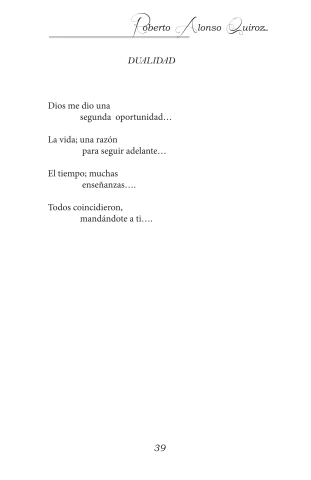 Roberto Alonso Quiroz..
DUALIDAD
Dios me dio una
segunda oportunidad…
La vida; una razón
para seguir adelante…
El tiempo; muchas
enseñanzas….
Todos coincidieron,
mandándote a ti….
39